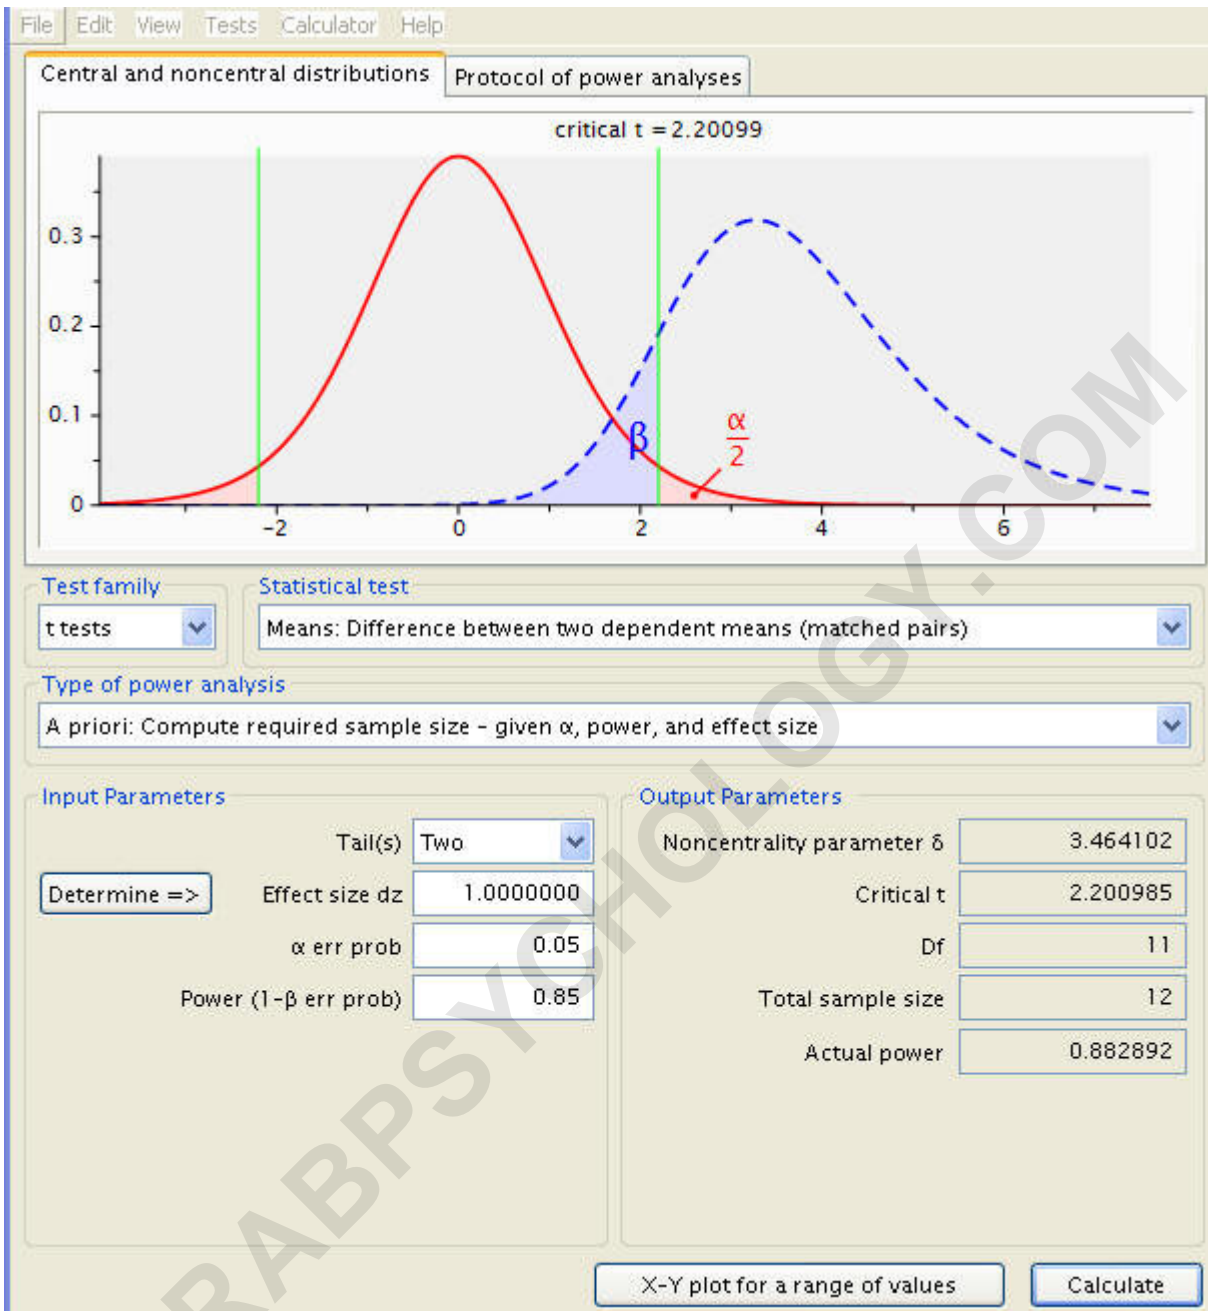 File Edit View Tests Calculator Help
Central and noncentral distributions Protocol of power analyses
critical t = 2.20099
0.3
0.2
0.1
0
β
α
2
-2 0 2 4 6
Test family
t tests
Statistical test
Means: Difference between two dependent means (matched pairs)
Type of power analysis
A priori: Compute required sample size - given α, power, and effect size
Input Parameters
Tail(s) Two
Determine => Effect size dz 1.0000000
α err prob 0.05
Power (1-β err prob) 0.85
Output Parameters
Noncentrality parameter δ 3.464102
Critical t 2.200985
Df 11
Total sample size 12
Actual power 0.882892
X-Y plot for a range of values Calculate
RABPSYCHOLOGY.COM